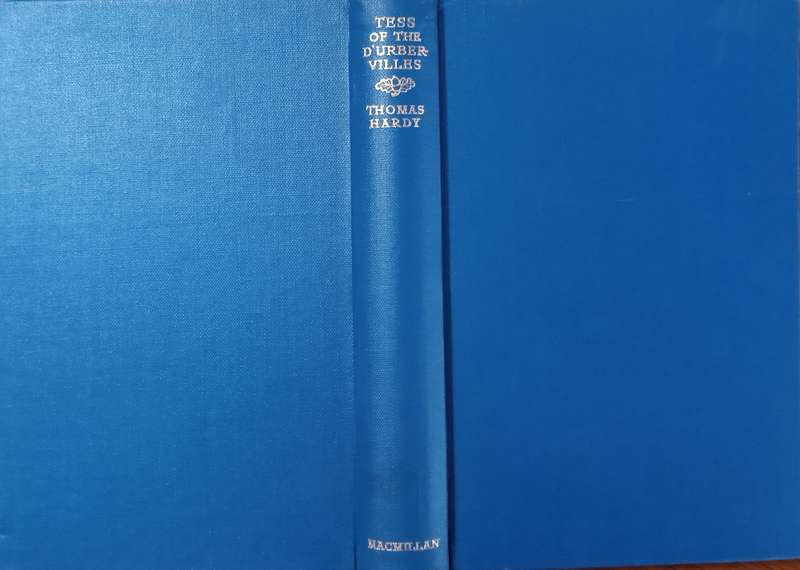 TESS
OF THE
D'URBER-
VILLES
THOMAS
HARDY
MACMILLAN